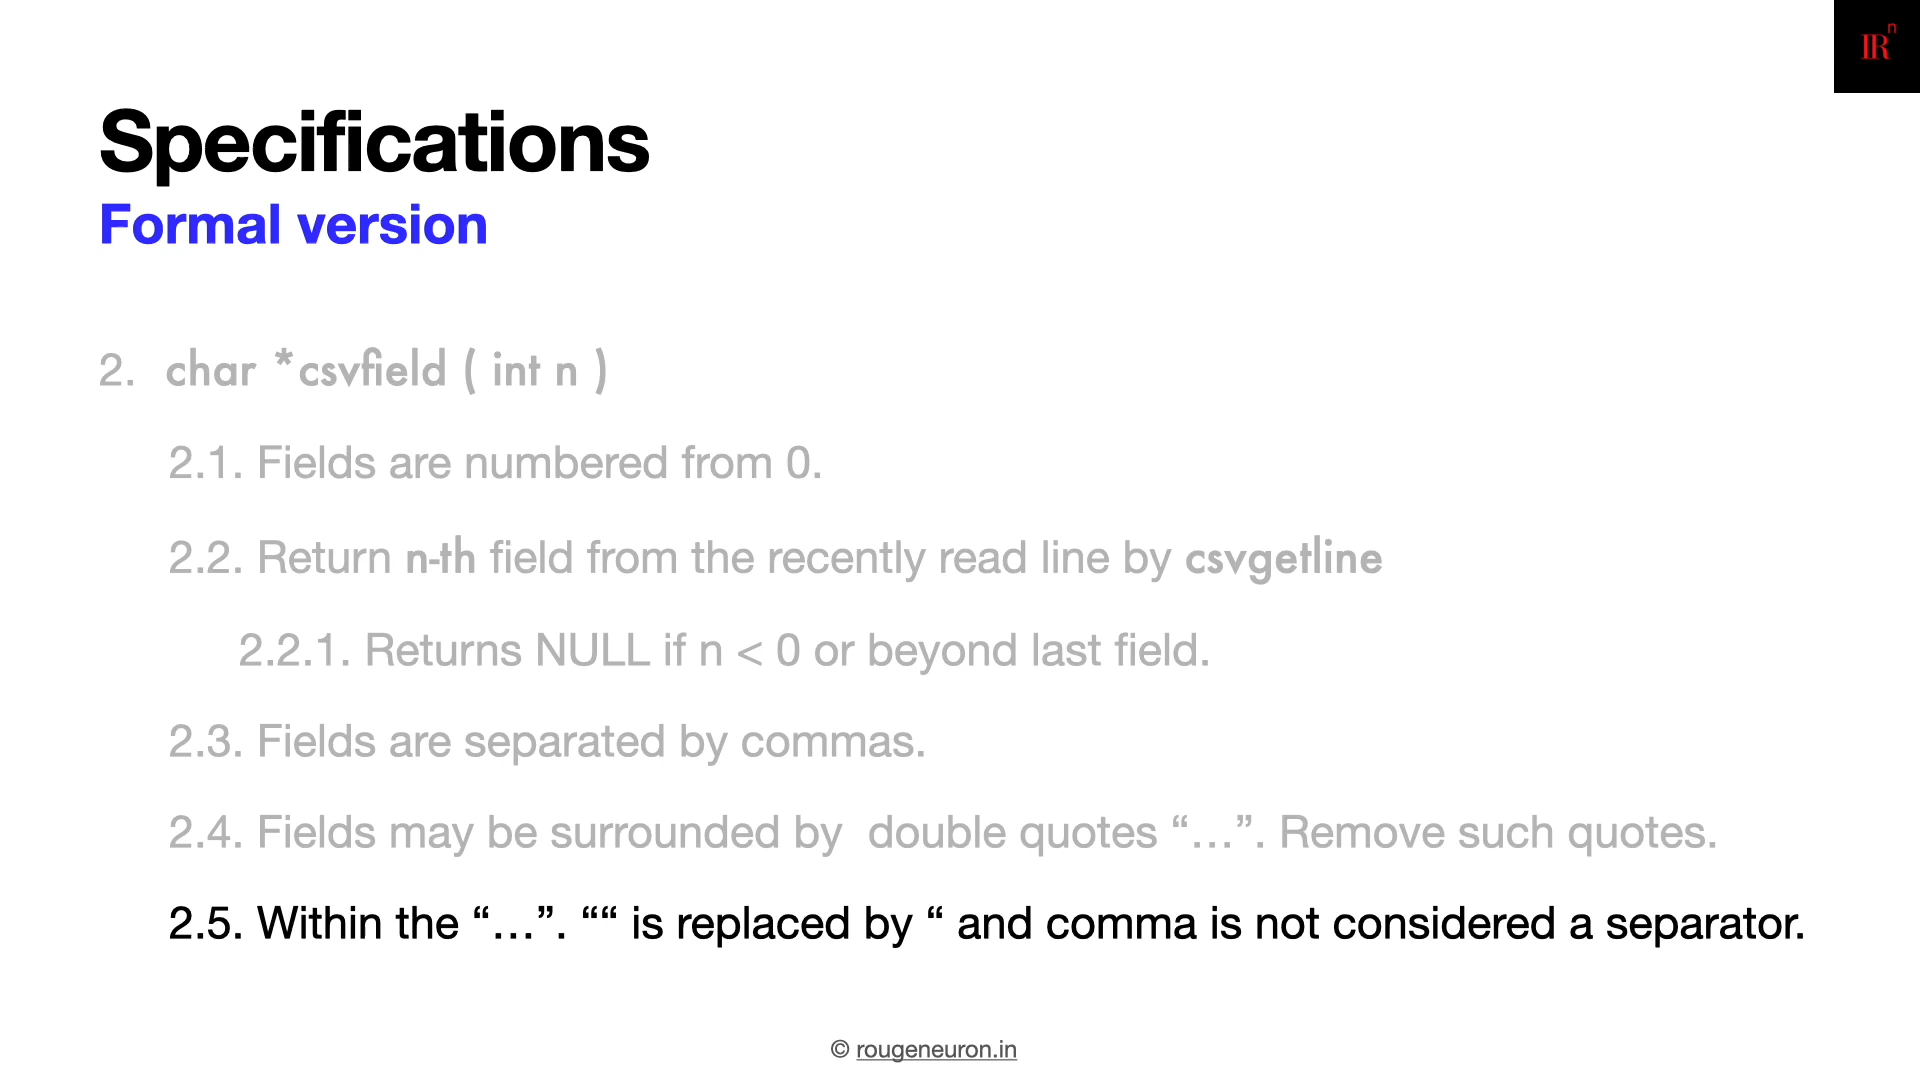 IRⁿ
Specifications
Formal version
2. char *csvfield ( int n )
2.1. Fields are numbered from 0.
2.2. Return n-th field from the recently read line by csvgetline
2.2.1. Returns NULL if n < 0 or beyond last field.
2.3. Fields are separated by commas.
2.4. Fields may be surrounded by  double quotes “…”. Remove such quotes.
2.5. Within the “…”. ““ is replaced by “ and comma is not considered a separator.
© rougeneuron.in